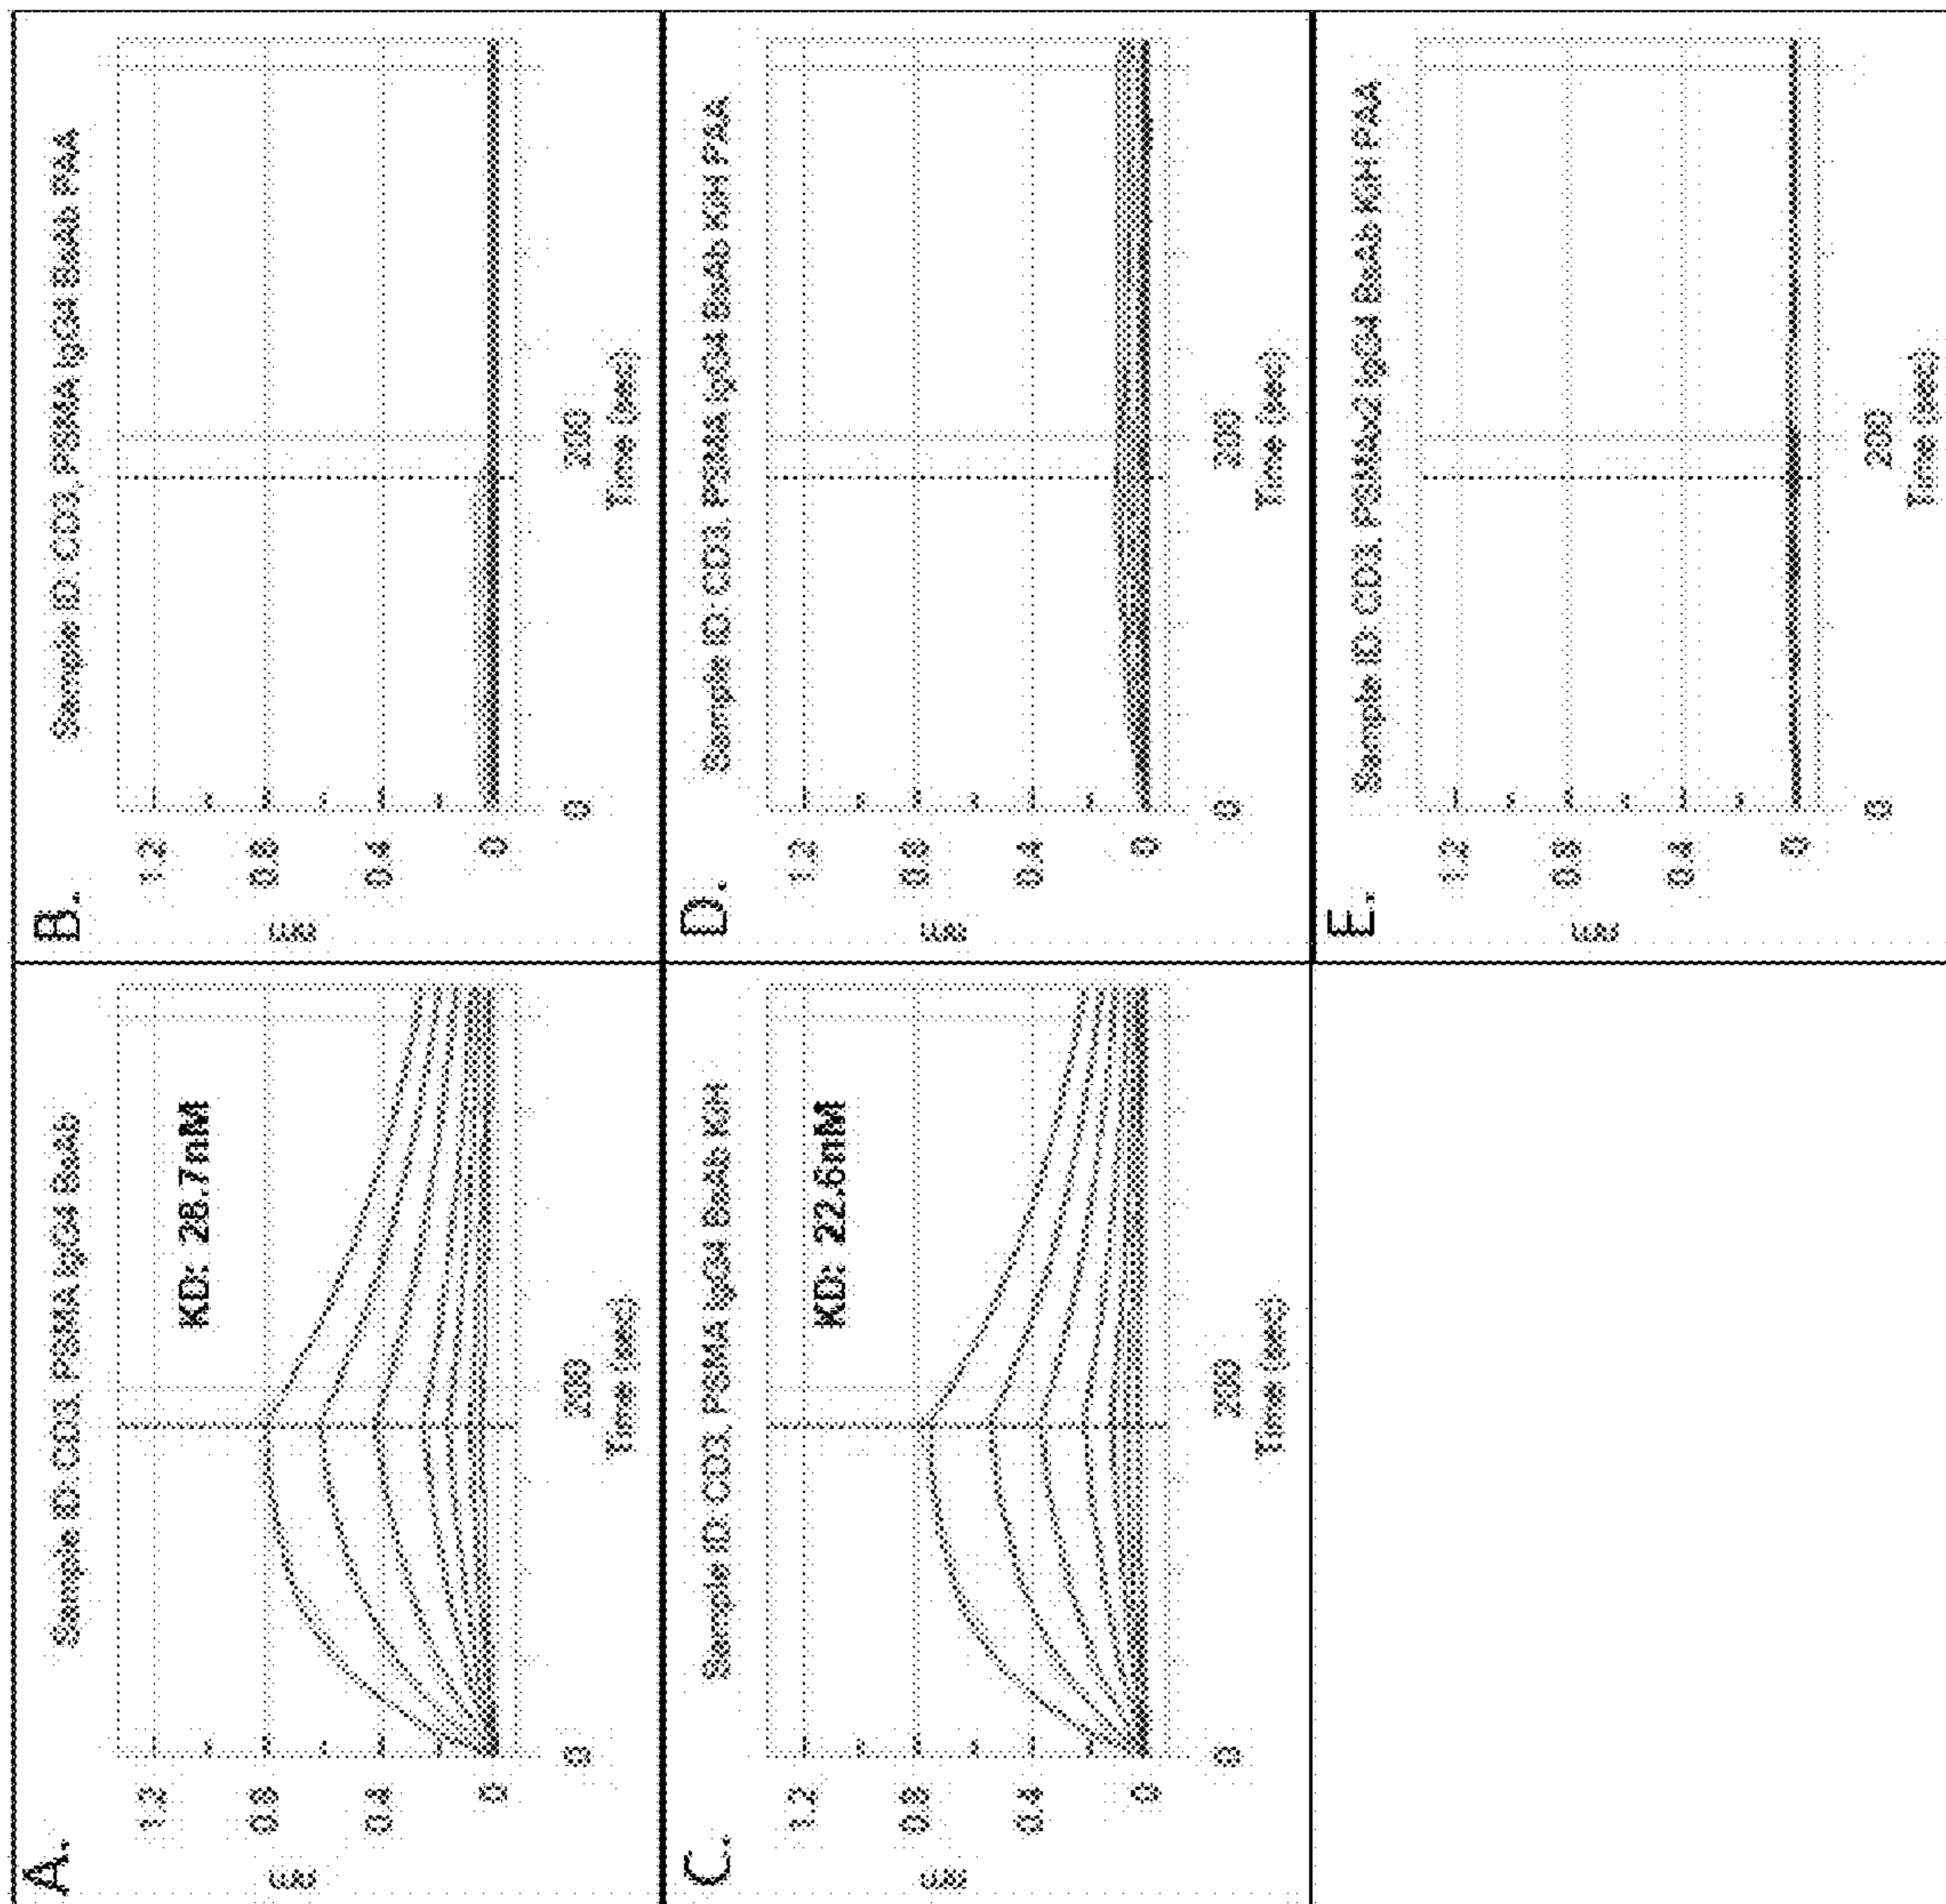 A.
Sample ID: CD3, PSMA IgG4 BsAb
KD: 28.7nM
1.2
0.8
0.4
0
0
200
Time (sec)
B.
Sample ID: CD3, PSMA IgG4 BsAb PAA
1.2
0.8
0.4
0
0
200
Time (sec)
C.
Sample ID: CD3, PSMA IgG4 BsAb KIH
KD: 22.6nM
1.2
0.8
0.4
0
0
200
Time (sec)
D.
Sample ID: CD3, PSMA IgG4 BsAb KIH PAA
1.2
0.8
0.4
0
0
200
Time (sec)
E.
Sample ID: CD3, PSMAv2 IgG4 BsAb KIH PAA
1.2
0.8
0.4
0
0
200
Time (sec)